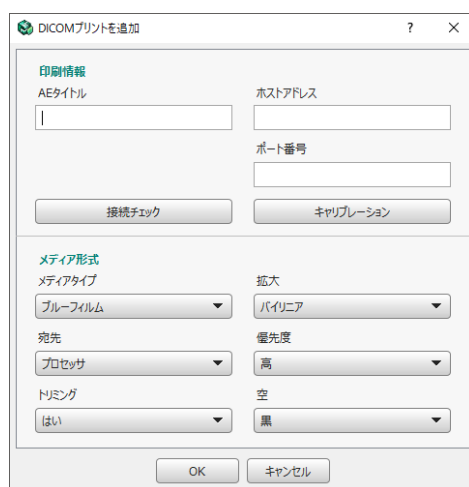 DICOMプリントを追加
印刷情報
AEタイトル
ホストアドレス
ポート番号
接続チェック
キャリブレーション
メディア形式
メディアタイプ
拡大
ブルーフィルム
バイリニア
宛先
優先度
プロセッサ
高
トリミング
空
はい
黒
OK
キャンセル